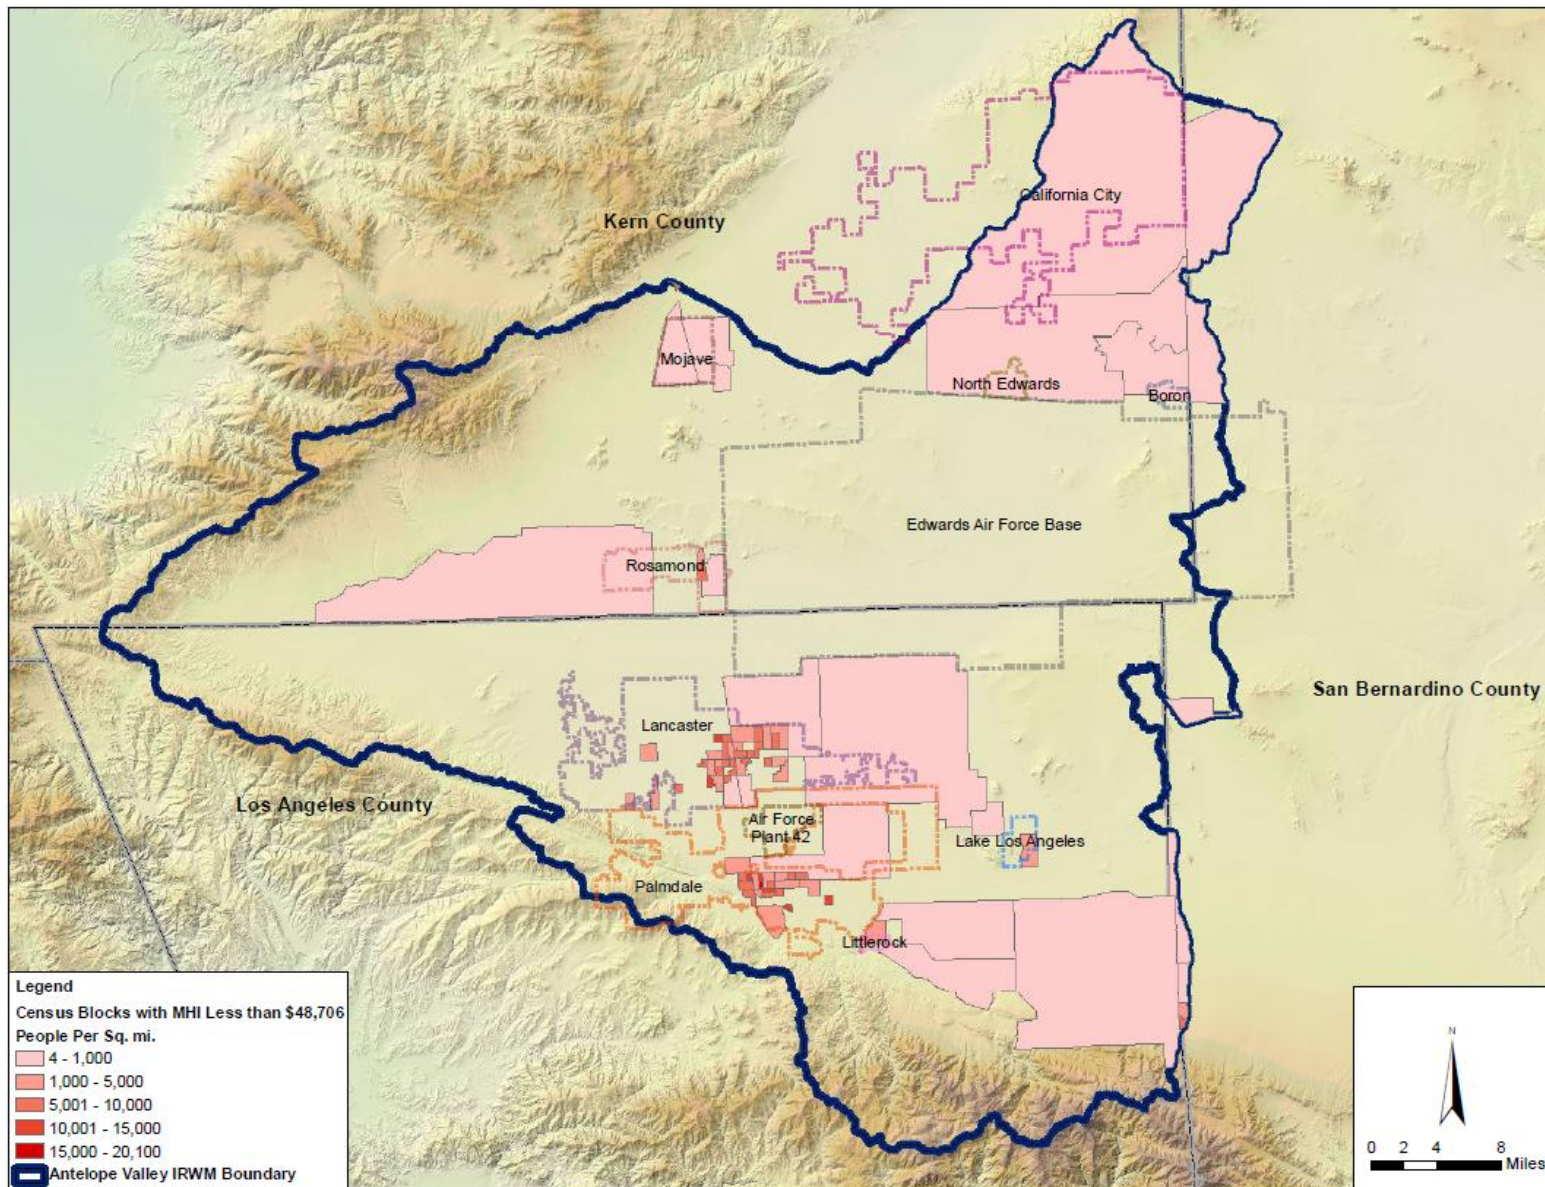 California City
Kern County
Mojave
North Edwards
Boron
Edwards Air Force Base
Rosamond
San Bernardino County
Lancaster
Los Angeles County
Air Force
Plant 42
Lake Los Angeles
Palmdale
Littlerock
Legend
Census Blocks with MHI Less than $48,706
People Per Sq. mi.
4 - 1,000
1,000 - 5,000
5,001 - 10,000
10,001 - 15,000
15,000 - 20,100
Antelope Valley IRWM Boundary
N
0 2 4 8
Miles